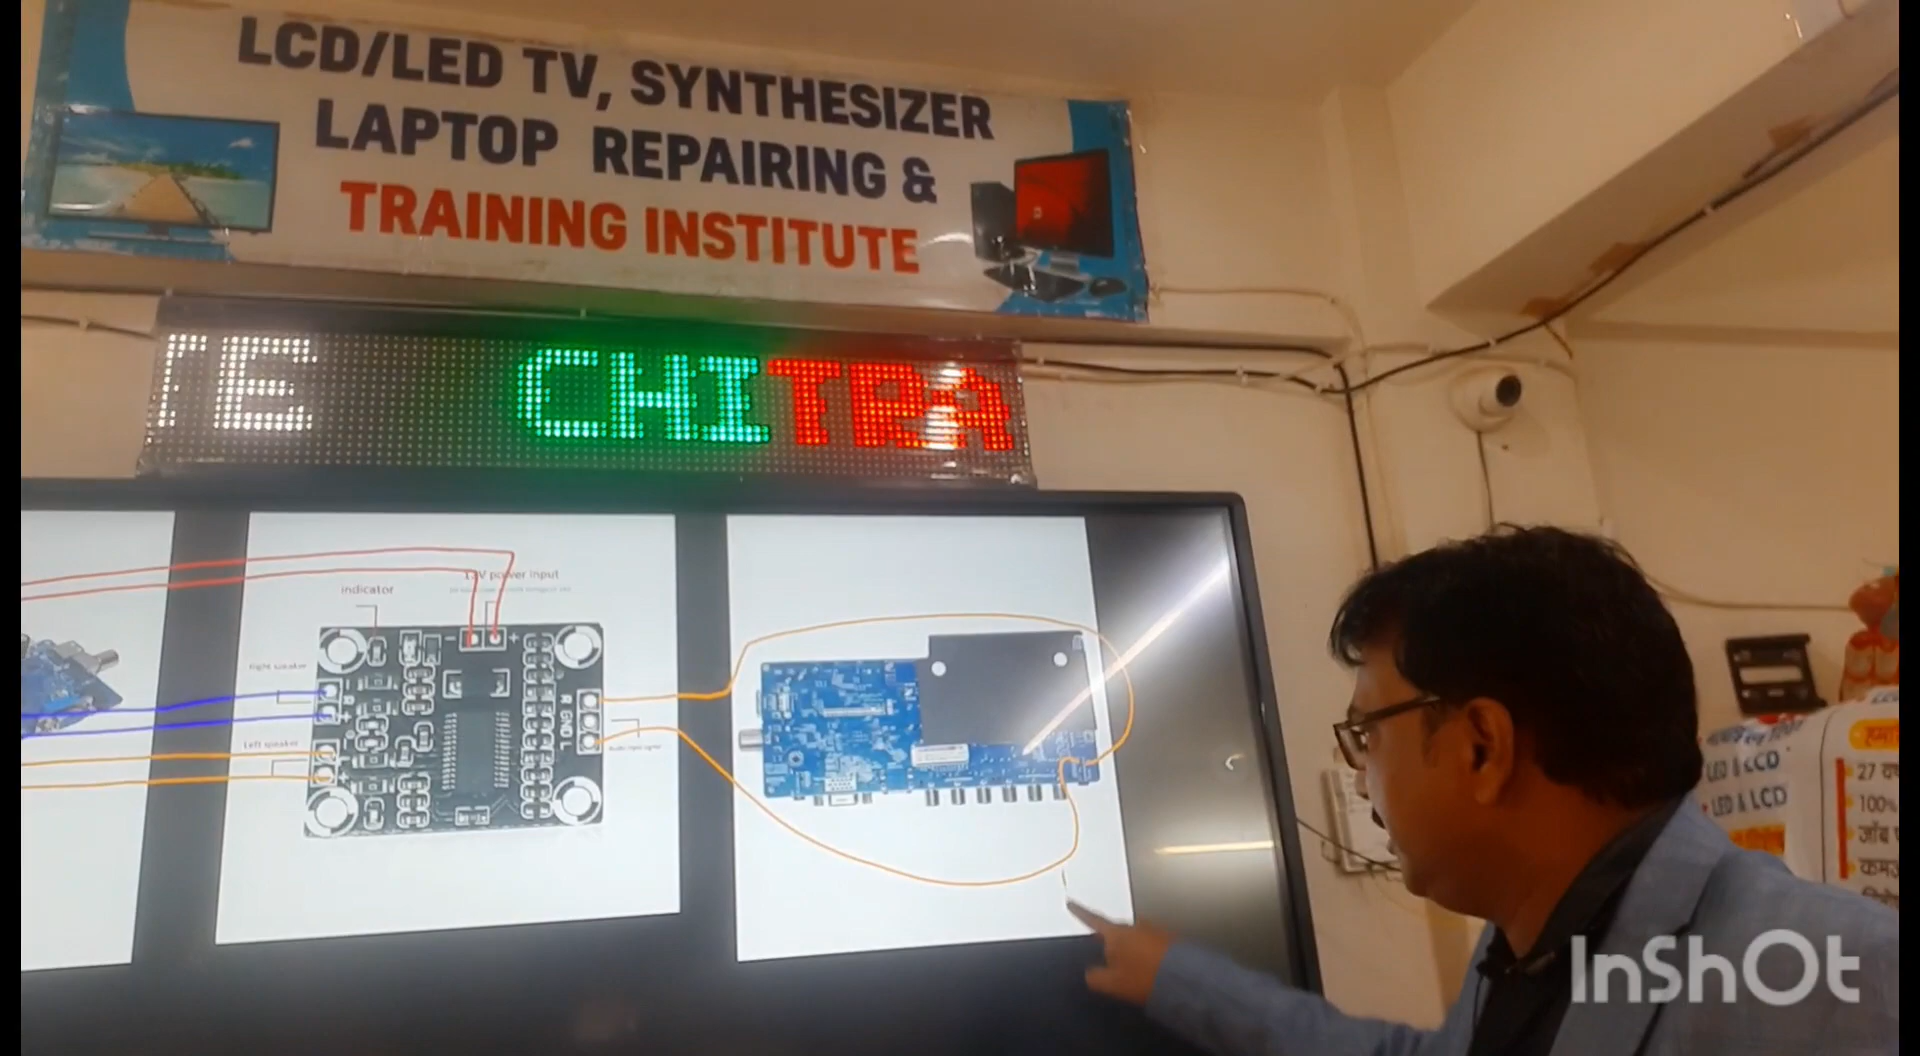 LCD/LED TV, SYNTHESIZER
LAPTOP REPAIRING &
TRAINING INSTITUTE
TE CHITRA
12V power input
indicator
Right speaker
Left speaker
- +
R GND L
LED & LCD
• LED & LCD
27
100%
InShOt